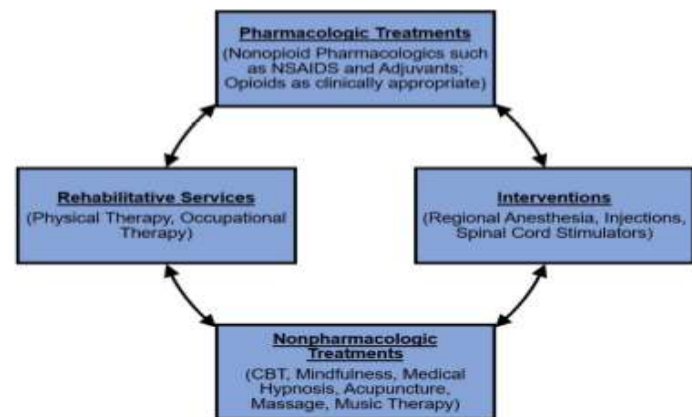 Pharmacologic Treatments
(Nonopioid Pharmacologics such
as NSAIDS and Adjuvants;
Opioids as clinically appropriate)
Rehabilitative Services
(Physical Therapy, Occupational
Therapy)
Interventions
(Regional Anesthesia, Injections,
Spinal Cord Stimulators)
Nonpharmacologic
Treatments
(CBT, Mindfulness, Medical
Hypnosis, Acupuncture,
Massage, Music Therapy)